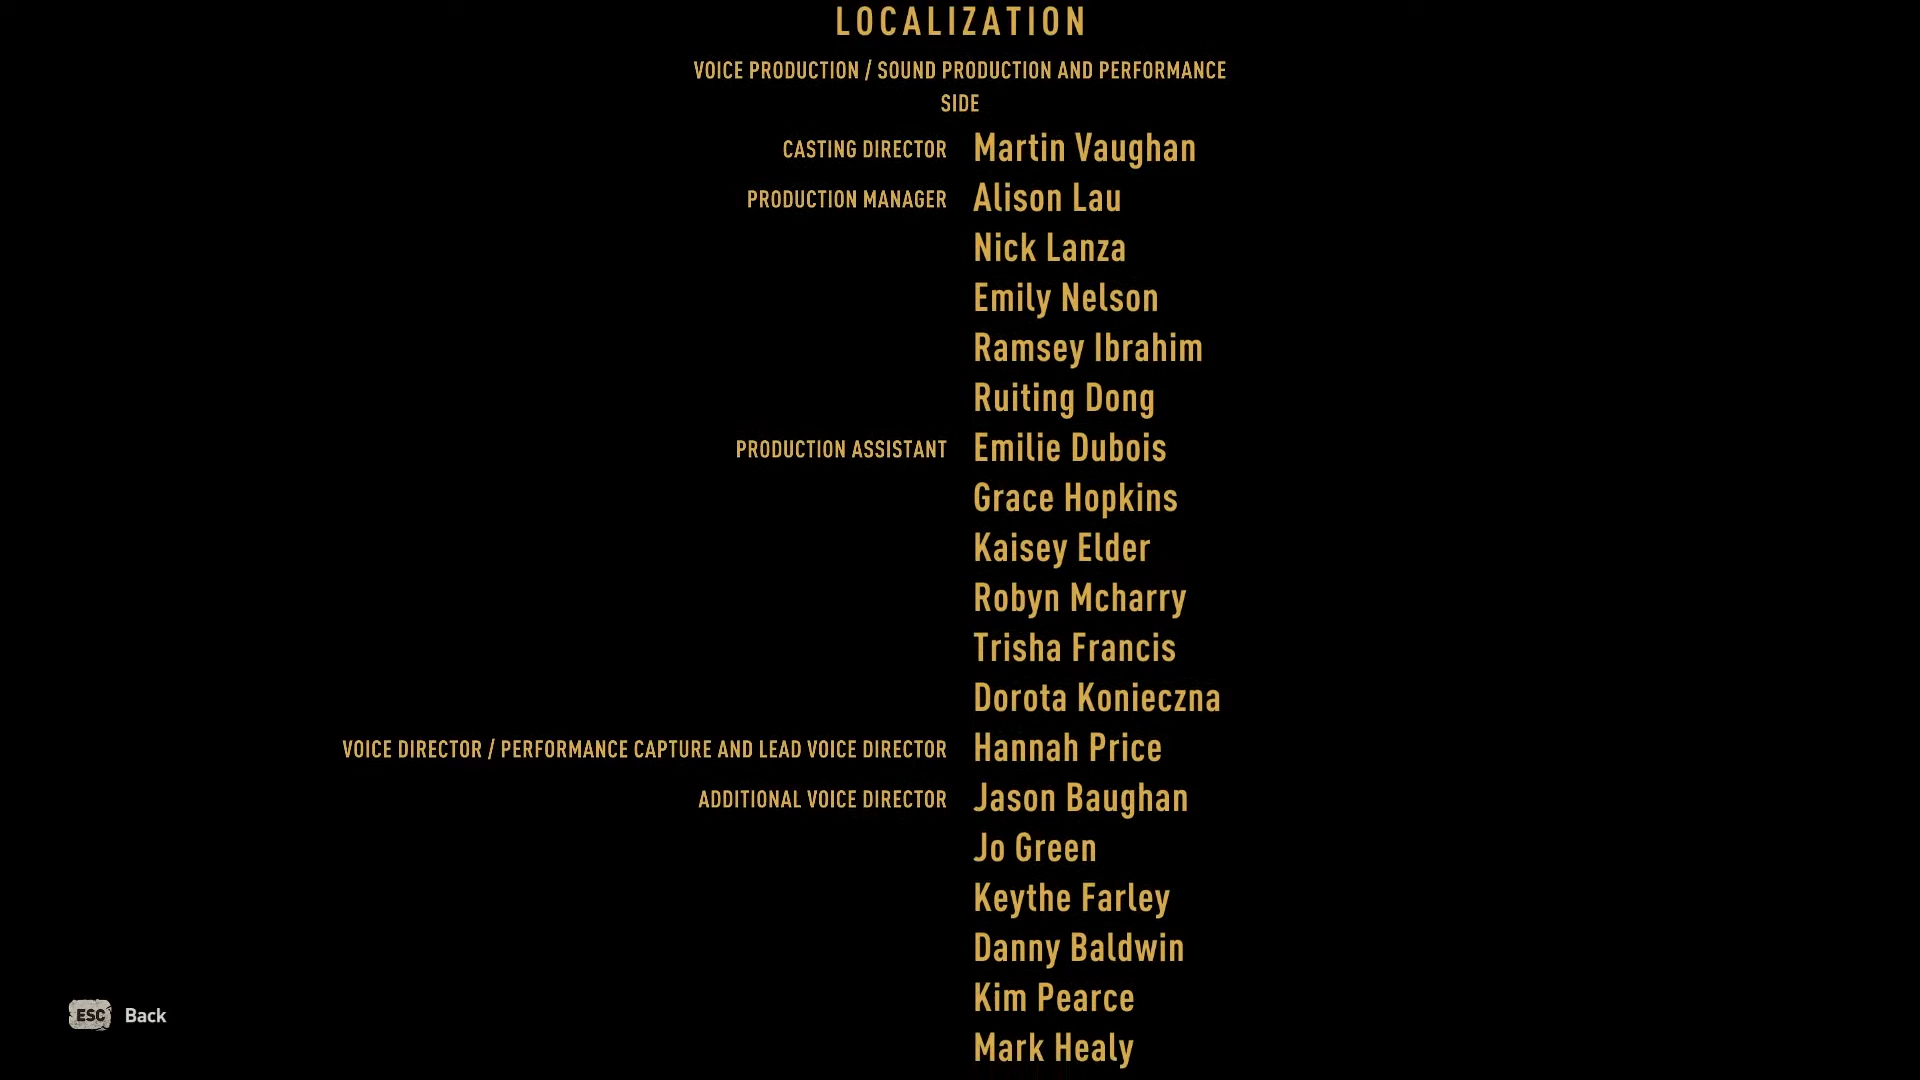 LOCALIZATION
VOICE PRODUCTION / SOUND PRODUCTION AND PERFORMANCE
SIDE
CASTING DIRECTOR Martin Vaughan
PRODUCTION MANAGER Alison Lau
Nick Lanza
Emily Nelson
Ramsey Ibrahim
Ruiting Dong
PRODUCTION ASSISTANT Emilie Dubois
Grace Hopkins
Kaisey Elder
Robyn Mcharry
Trisha Francis
Dorota Konieczna
VOICE DIRECTOR / PERFORMANCE CAPTURE AND LEAD VOICE DIRECTOR Hannah Price
ADDITIONAL VOICE DIRECTOR Jason Baughan
Jo Green
Keythe Farley
Danny Baldwin
Kim Pearce
ESC Back
Mark Healy